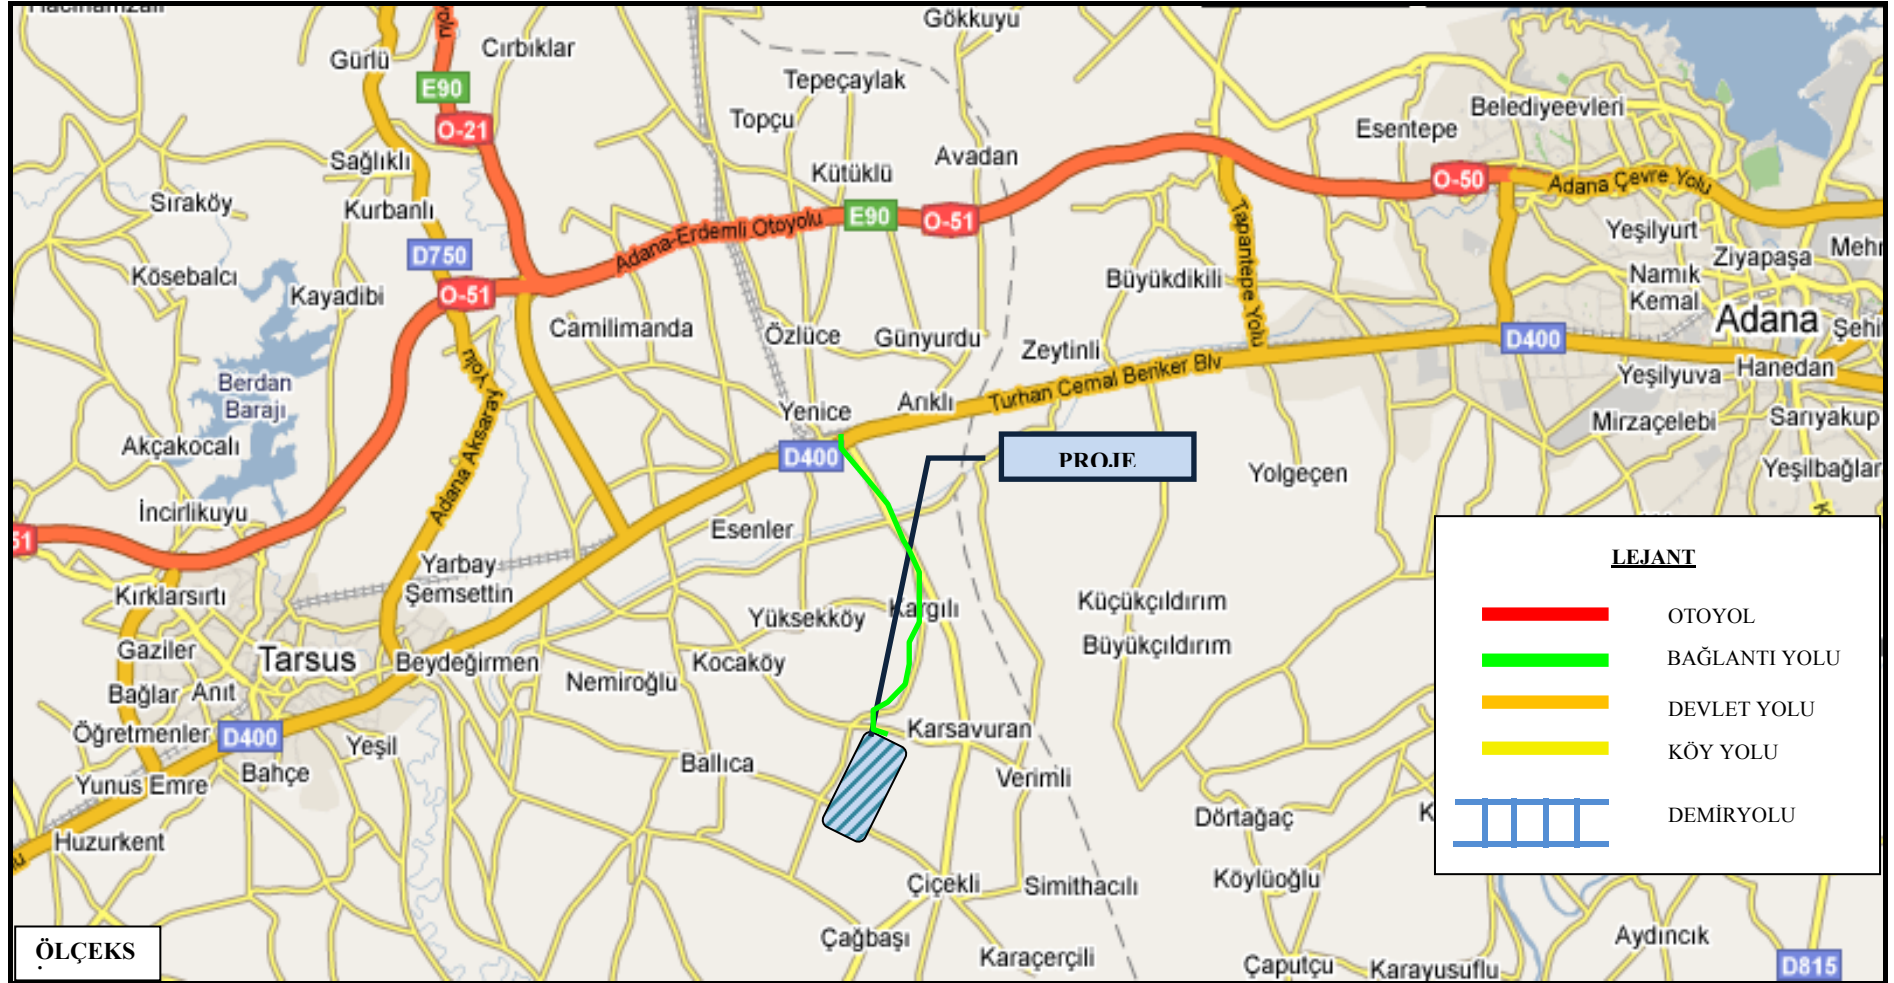 Gökkuyu
Cırbıklar
Gürlü
Tepeçaylak
E90
Belediyeevleri
Topçu
O-21
Esentepe
Avadan
Sağlıklı
Kütüklü
O-50
Adana Çevre Yolu
Sıraköy
Kurbanlı
E90
O-51
Adana-Erdemli Otoyolu
Tapantepe Yolu
Yeşilyurt
D750
Ziyapaşa
Mehr
Kösebalcı
Büyükdikili
Namık
Kemal
Kayadibi
O-51
Camilimanda
Özlüce
Günyurdu
Zeytinli
D400
Adana
Şehi
Berdan
Barajı
Adana Aksaray Yolu
Turhan Cemal Beriker Blv
Yeşilyuva
Hanedan
Yenice
Arıklı
Mirzaçelebi
Sarıyakup
Akçakocalı
D400
PROJE
Yolgeçen
Yeşilbağlar
İncirlikuyu
Esenler
51
Yarbay
Şemsettin
Kırklarsırtı
Yüksekköy
Kargılı
Küçükçıldırım
Büyükçıldırım
Gaziler
Tarsus
Beydeğirmen
Kocaköy
Nemiroğlu
Bağlar
Anıt
Öğretmenler
D400
Yeşil
Karsavuran
Ballıca
Verimli
Yunus Emre
Bahçe
Dörtağaç
K
Huzurkent
Çiçekli
Simithacılı
Köylüoğlu
Çağbaşı
Karaçerçili
Çaputçu
Karayusuflu
Aydıncık
D815
LEJANT
OTOYOL
BAĞLANTI YOLU
DEVLET YOLU
KÖY YOLU
DEMİRYOLU
ÖLÇEKS